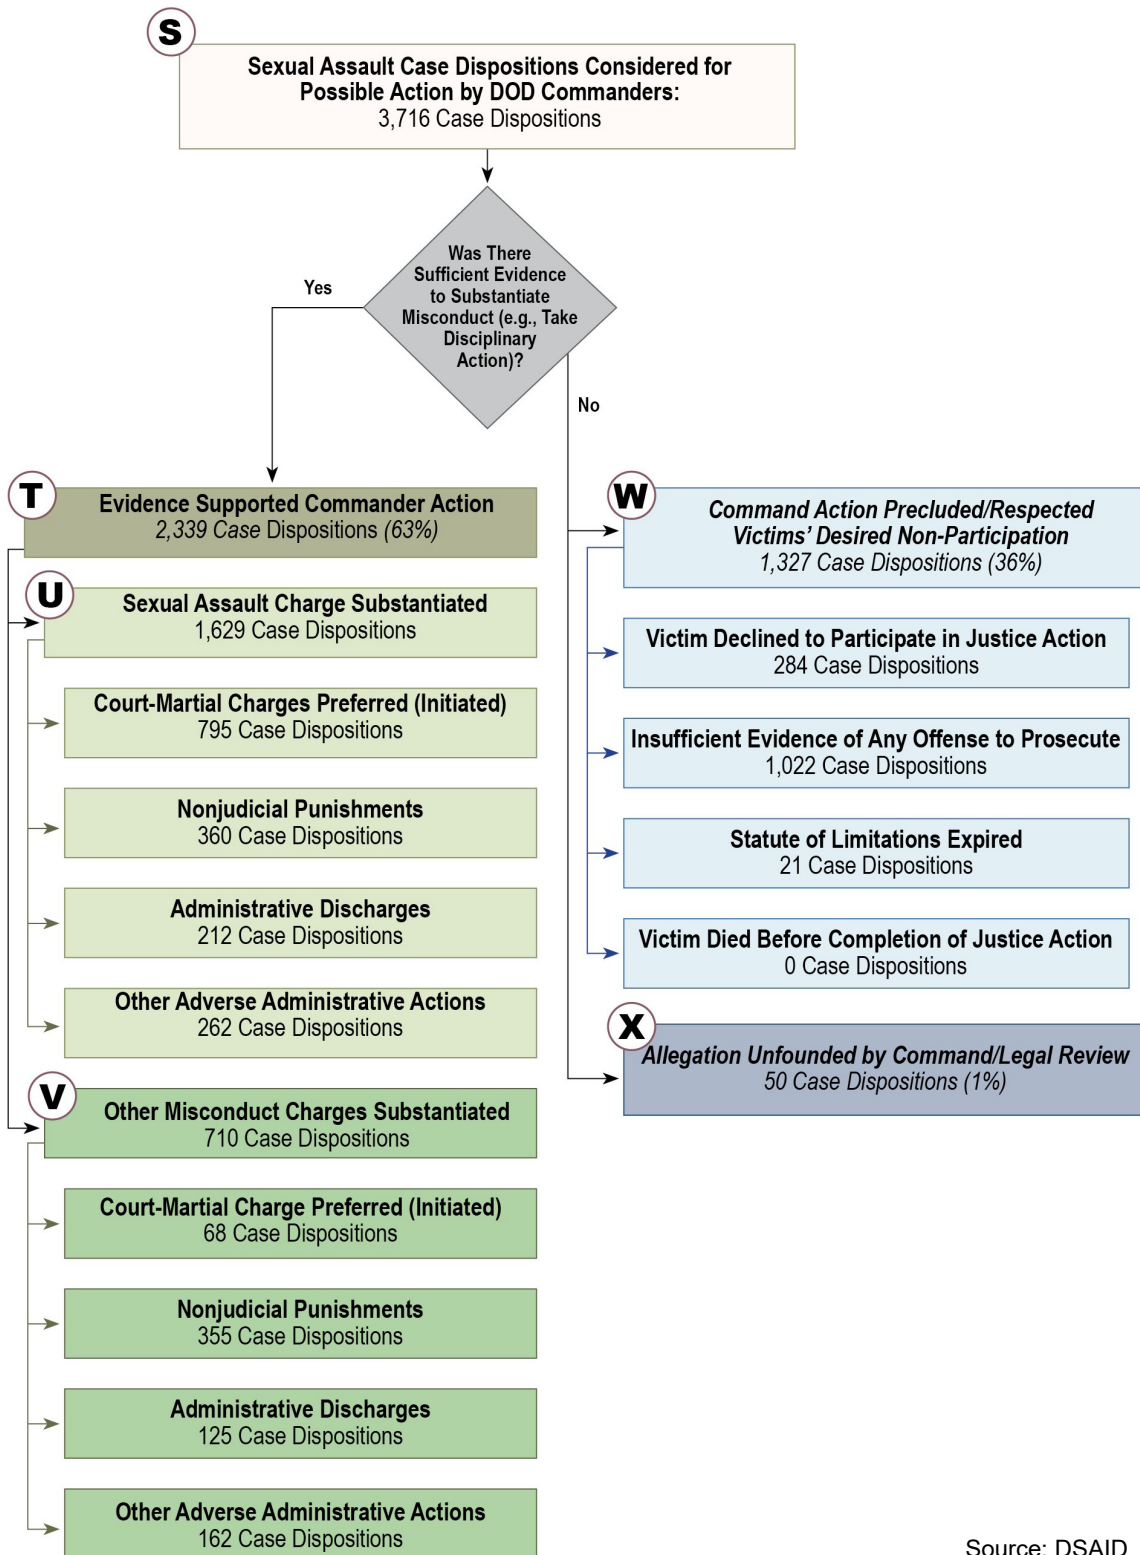 S
Sexual Assault Case Dispositions Considered for
Possible Action by DOD Commanders:
3,716 Case Dispositions
Was There
Sufficient Evidence
to Substantiate
Misconduct (e.g., Take
Disciplinary
Action)?
Yes
No
T
Evidence Supported Commander Action
2,339 Case Dispositions (63%)
U
Sexual Assault Charge Substantiated
1,629 Case Dispositions
Court-Martial Charges Preferred (Initiated)
795 Case Dispositions
Nonjudicial Punishments
360 Case Dispositions
Administrative Discharges
212 Case Dispositions
Other Adverse Administrative Actions
262 Case Dispositions
V
Other Misconduct Charges Substantiated
710 Case Dispositions
Court-Martial Charge Preferred (Initiated)
68 Case Dispositions
Nonjudicial Punishments
355 Case Dispositions
Administrative Discharges
125 Case Dispositions
Other Adverse Administrative Actions
162 Case Dispositions
W
Command Action Precluded/Respected
Victims’ Desired Non-Participation
1,327 Case Dispositions (36%)
Victim Declined to Participate in Justice Action
284 Case Dispositions
Insufficient Evidence of Any Offense to Prosecute
1,022 Case Dispositions
Statute of Limitations Expired
21 Case Dispositions
Victim Died Before Completion of Justice Action
0 Case Dispositions
X
Allegation Unfounded by Command/Legal Review
50 Case Dispositions (1%)
Source: DSAID